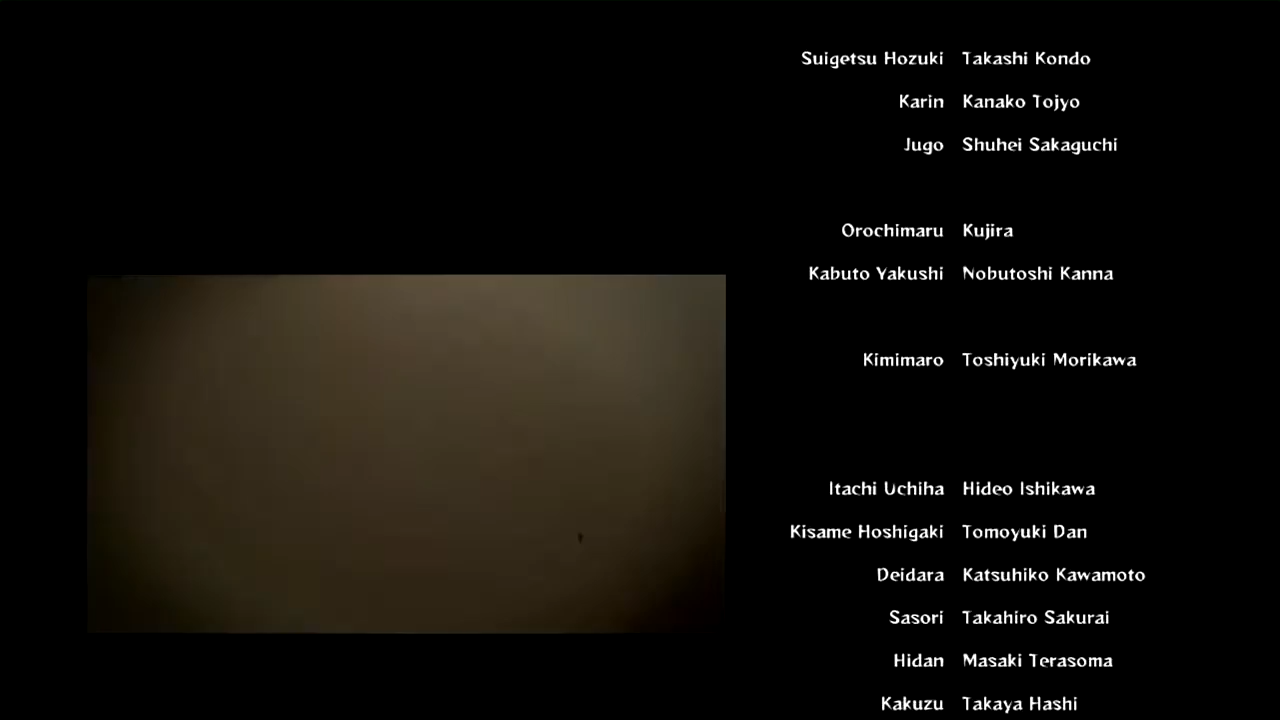 Suigetsu Hozuki Takashi Kondo
Karin Kanako Tojyo
Jugo Shuhei Sakaguchi
Orochimaru Kujira
Kabuto Yakushi Nobutoshi Kanna
Kimimaro Toshiyuki Morikawa
Itachi Uchiha Hideo Ishikawa
Kisame Hoshigaki Tomoyuki Dan
Deidara Katsuhiko Kawamoto
Sasori Takahiro Sakurai
Hidan Masaki Terasoma
Kakuzu Takaya Hashi